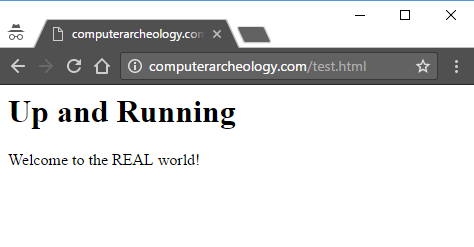 computerarcheology.com
computerarcheology.com/test.html
Up and Running
Welcome to the REAL world!